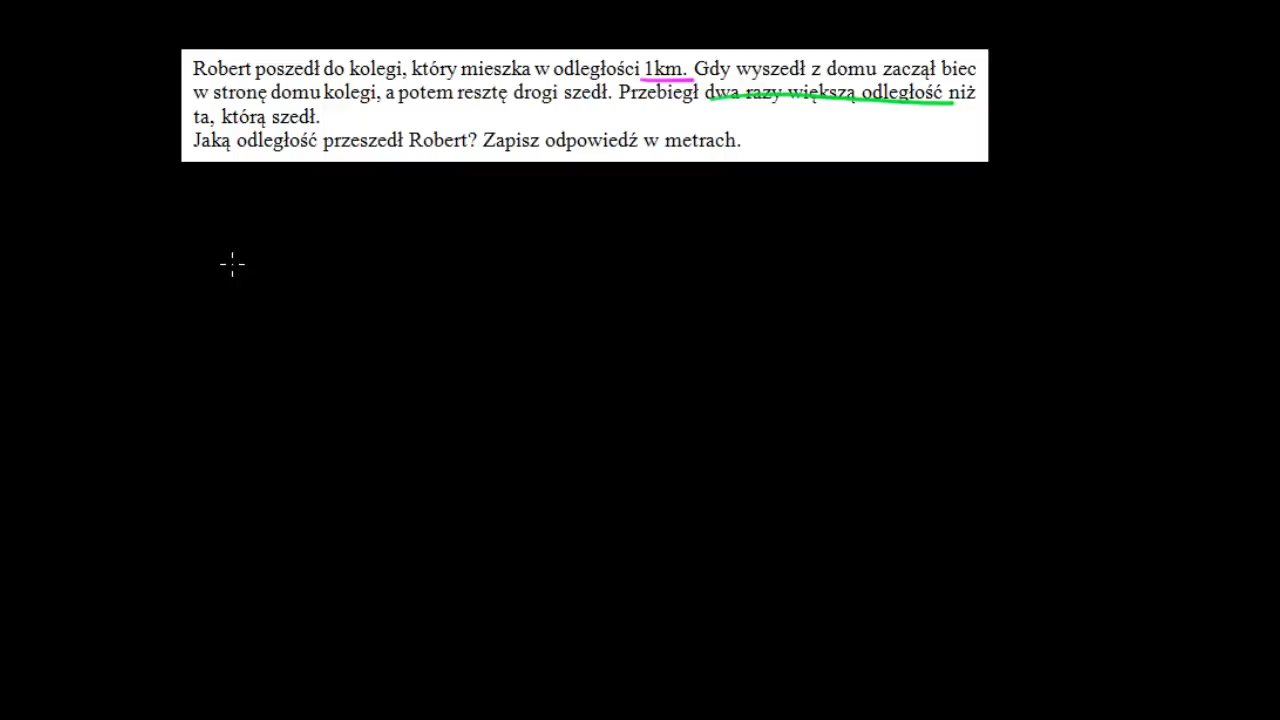 Robert poszedł do kolegi, który mieszka w odległości 1km. Gdy wyszedł z domu zaczął biec
w stronę domu kolegi, a potem resztę drogi szedł. Przebiegł dwa razy większą odległość niż
ta, którą szedł.
Jaką odległość przeszedł Robert? Zapisz odpowiedź w metrach.